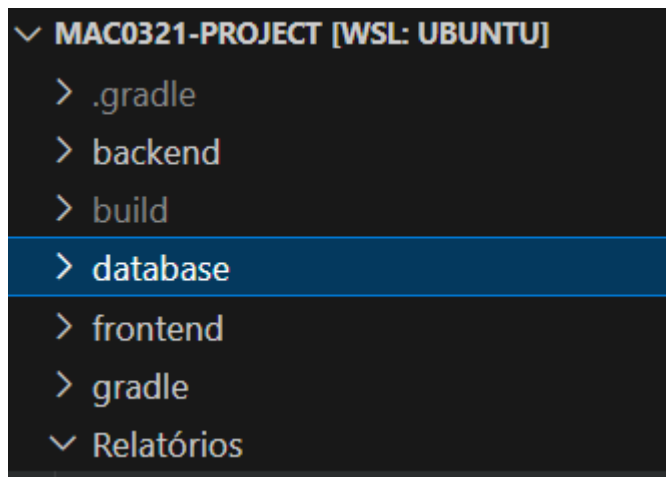 MAC0321-PROJECT [WSL: UBUNTU]
.gradle
backend
build
database
frontend
gradle
Relatórios